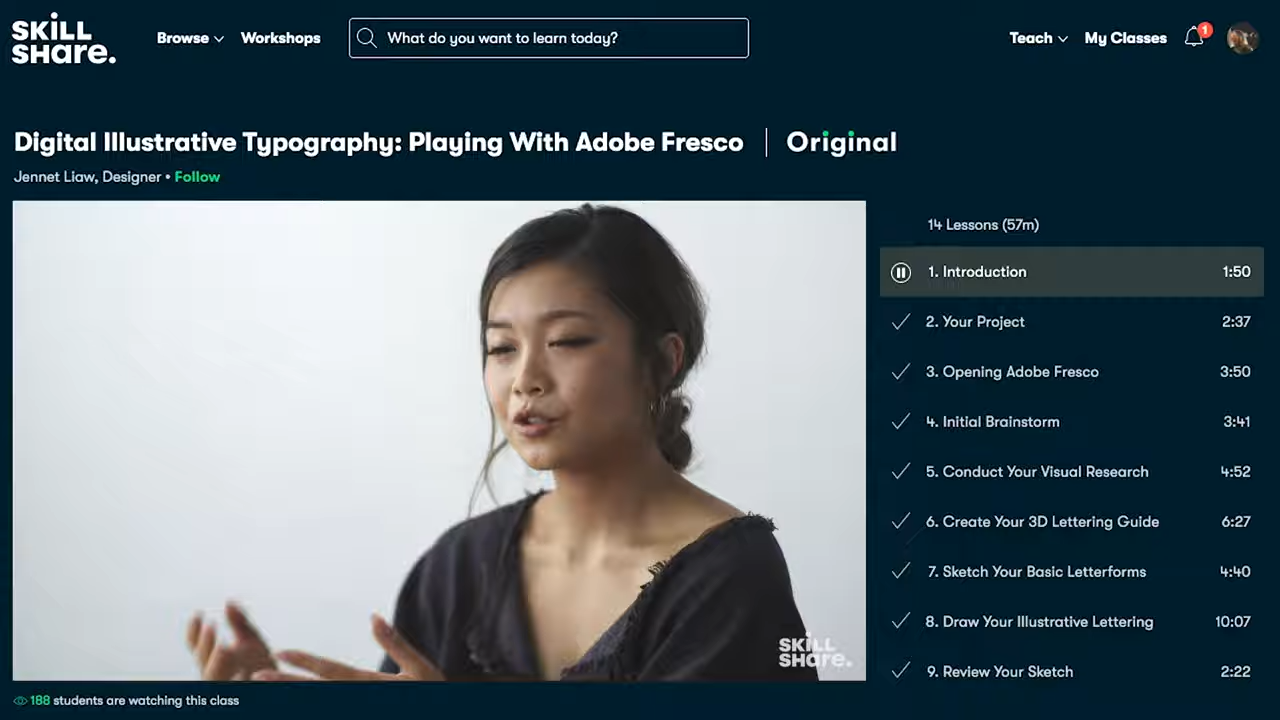 SKiLL
SHare.
Browse
Workshops
What do you want to learn today?
Teach
My Classes
1
Digital Illustrative Typography: Playing With Adobe Fresco | Original
Jennet Liaw, Designer • Follow
14 Lessons (57m)
1. Introduction 1:50
2. Your Project 2:37
3. Opening Adobe Fresco 3:50
4. Initial Brainstorm 3:41
5. Conduct Your Visual Research 4:52
6. Create Your 3D Lettering Guide 6:27
7. Sketch Your Basic Letterforms 4:40
8. Draw Your Illustrative Lettering 10:07
9. Review Your Sketch 2:22
SKiLL
SHare.
188 students are watching this class